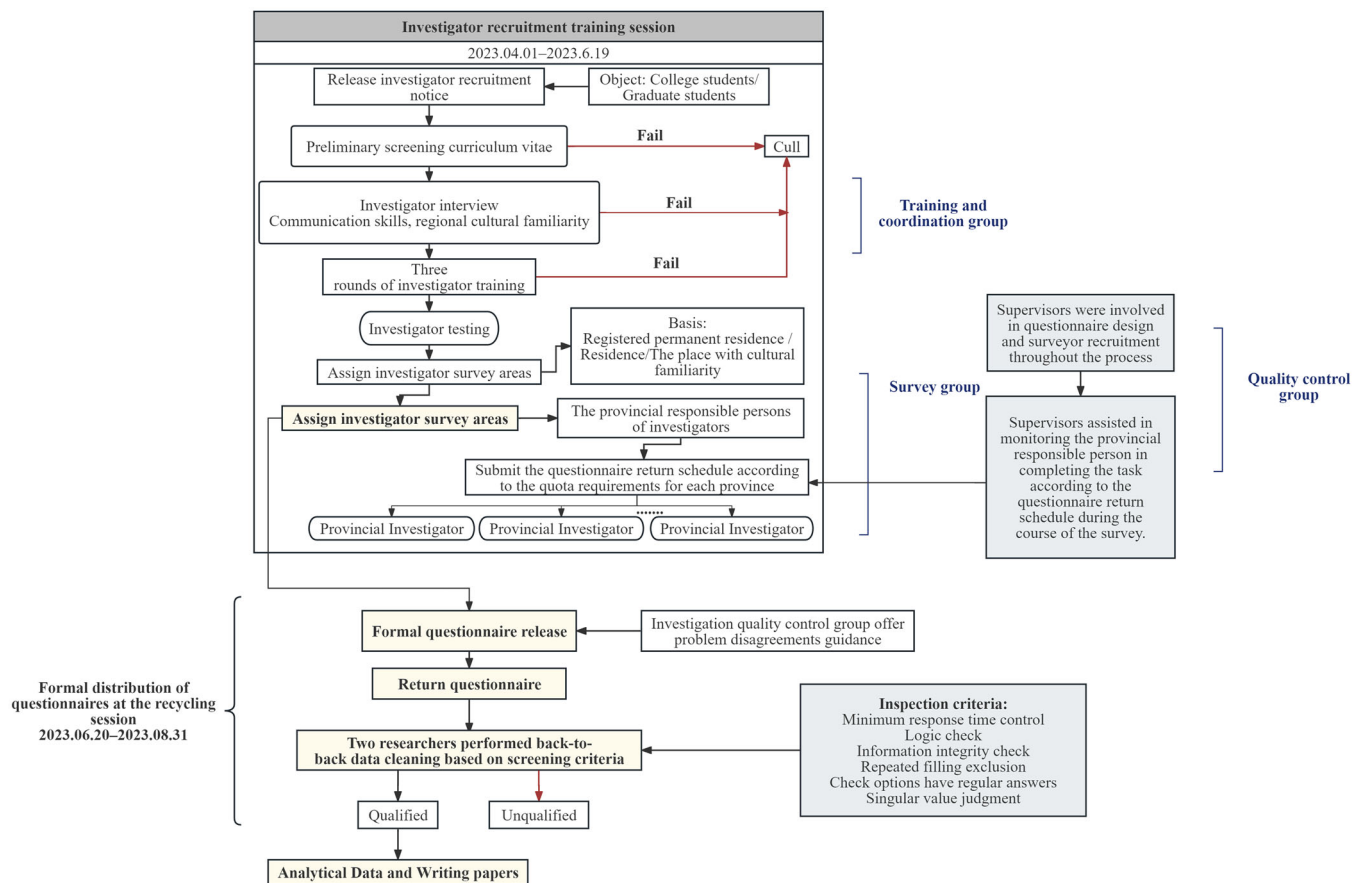 Investigator recruitment training session
2023.04.01–2023.6.19
Release investigator recruitment
notice
Object: College students/
Graduate students
Preliminary screening curriculum vitae
Fail
Cull
Investigator interview
Communication skills, regional cultural familiarity
Fail
Training and
coordination group
Three
rounds of investigator training
Fail
Investigator testing
Basis:
Registered permanent residence /
Residence/The place with cultural
familiarity
Assign investigator survey areas
Supervisors were involved
in questionnaire design
and surveyor recruitment
throughout the process
Survey group
Quality control
group
Assign investigator survey areas
The provincial responsible persons
of investigators
Submit the questionnaire return schedule according
to the quota requirements for each province
Supervisors assisted in
monitoring the provincial
responsible person in
completing the task
according to the
questionnaire return
schedule during the
course of the survey.
.......
Provincial Investigator
Provincial Investigator
Provincial Investigator
Formal questionnaire release
Investigation quality control group offer
problem disagreements guidance
Return questionnaire
Formal distribution of
questionnaires at the recycling
session
2023.06.20–2023.08.31
Two researchers performed back-to-
back data cleaning based on screening criteria
Inspection criteria:
Minimum response time control
Logic check
Information integrity check
Repeated filling exclusion
Check options have regular answers
Singular value judgment
Qualified
Unqualified
Analytical Data and Writing papers